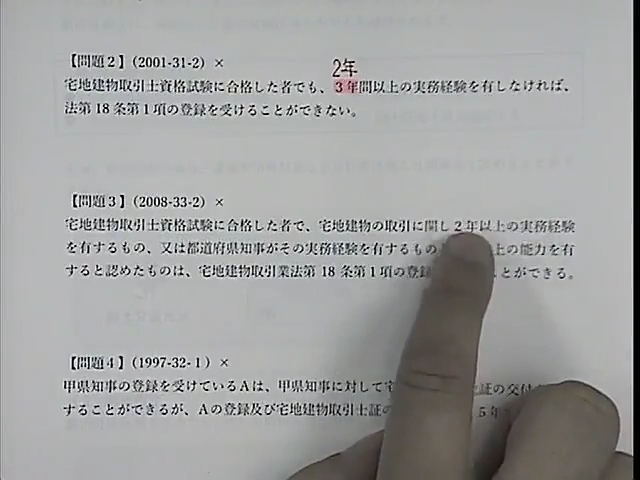 【問題2】(2001-31-2) ×
2年
宅地建物取引士資格試験に合格した者でも、3年間以上の実務経験を有しなければ、
法第18条第1項の登録を受けることができない。
【問題3】(2008-33-2) ×
宅地建物取引士資格試験に合格した者で、宅地建物の取引に関し2年以上の実務経験
を有するもの、又は都道府県知事がその実務経験を有するもの 上の能力を有
すると認めたものは、宅地建物取引業法第18条第1項の登 とができる。
【問題4】(1997-32-1) ×
甲県知事の登録を受けているAは、甲県知事に対して宅 証の交付
することができるが、Aの登録及び宅地建物取引士証の 5年